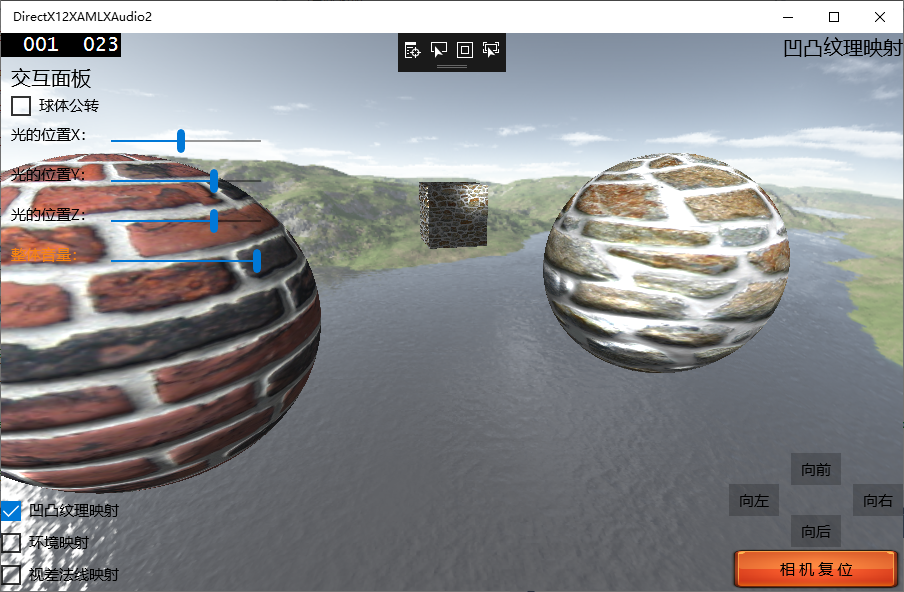 DirectX12XAMLXAudio2
001 023
凹凸纹理映射
交互面板
球体公转
光的位置X:
光的位置Y:
光的位置Z:
整体音量:
向前
向左
向右
向后
凹凸纹理映射
环境映射
视差法线映射
相机复位